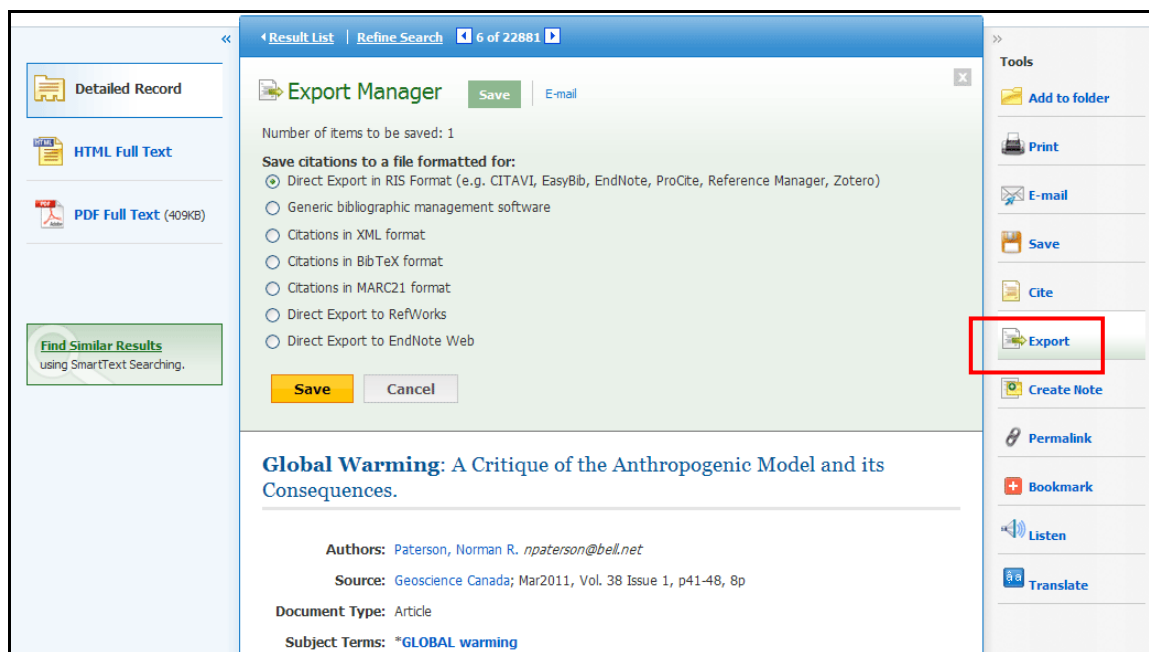 «
Detailed Record
HTML Full Text
PDF Full Text (409KB)
Find Similar Results
using SmartText Searching.
Result List | Refine Search 6 of 22881
Export Manager Save E-mail
Number of items to be saved: 1
Save citations to a file formatted for:
Direct Export in RIS Format (e.g. CITAVI, EasyBib, EndNote, ProCite, Reference Manager, Zotero)
Generic bibliographic management software
Citations in XML format
Citations in BibTeX format
Citations in MARC21 format
Direct Export to RefWorks
Direct Export to EndNote Web
Save Cancel
Global Warming: A Critique of the Anthropogenic Model and its
Consequences.
Authors: Paterson, Norman R. npaterson@bell.net
Source: Geoscience Canada; Mar2011, Vol. 38 Issue 1, p41-48, 8p
Document Type: Article
Subject Terms: *GLOBAL warming
»
Tools
Add to folder
Print
E-mail
Save
Cite
Export
Create Note
Permalink
Bookmark
Listen
Translate